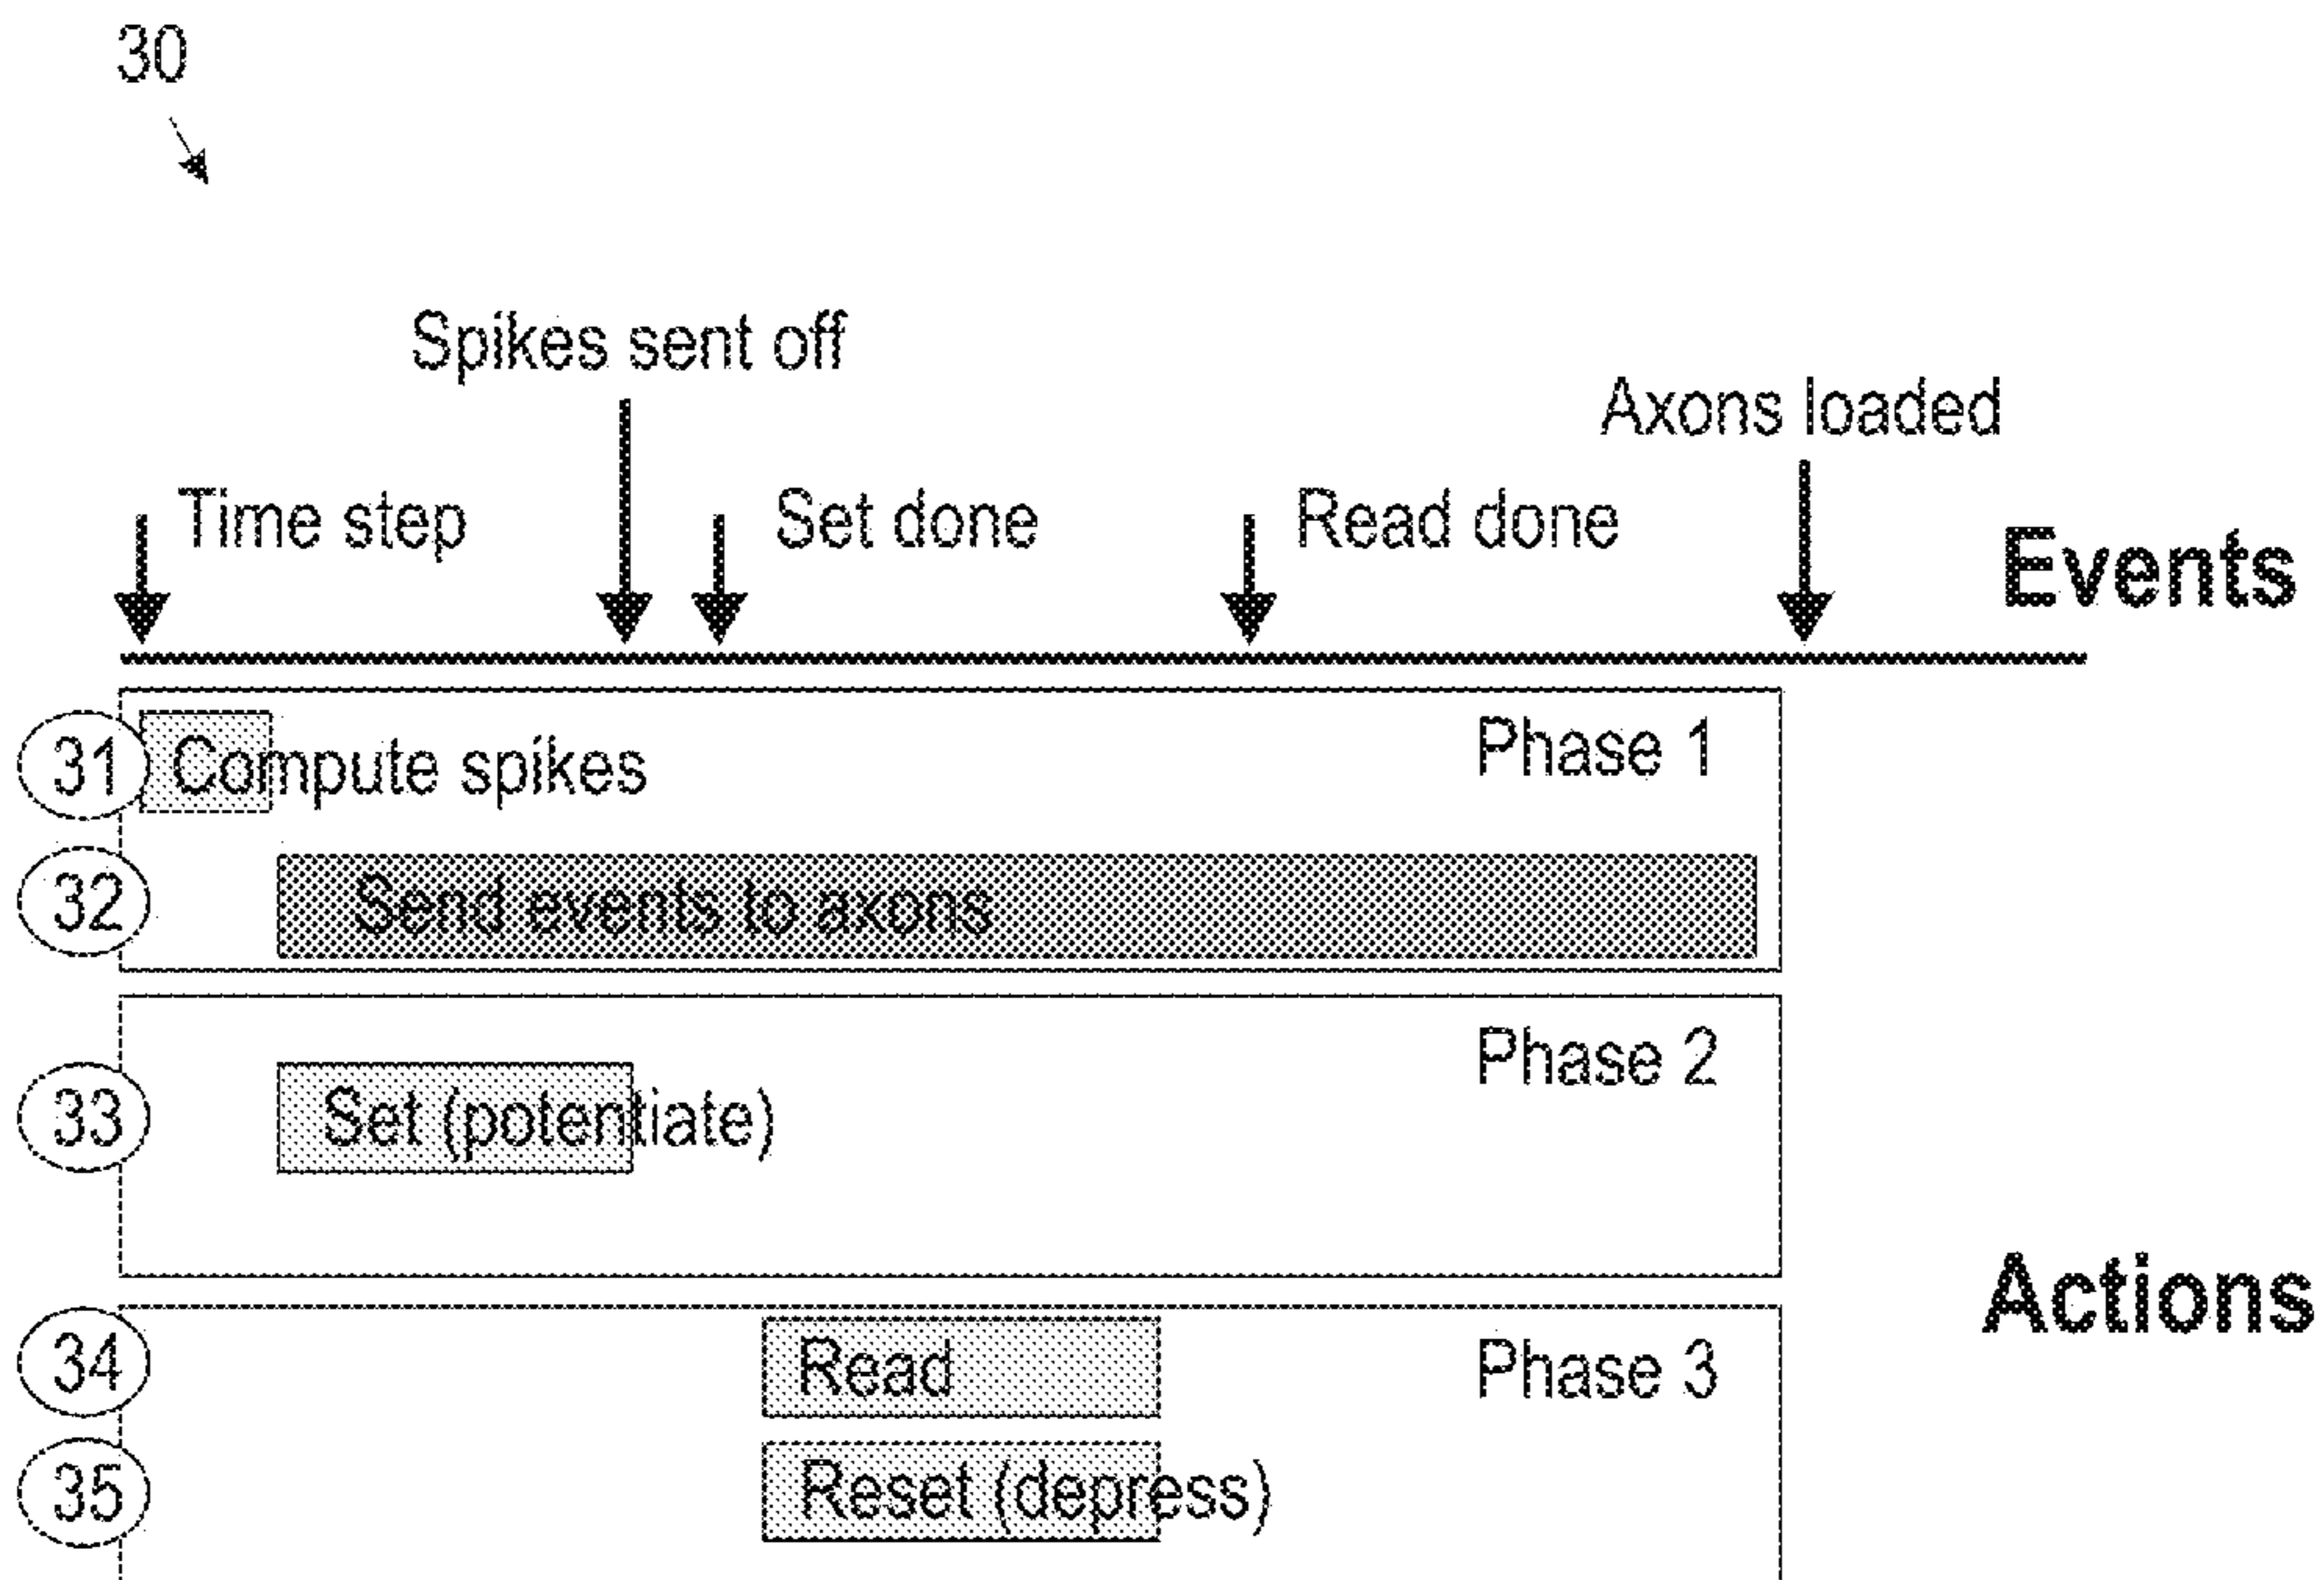 30
Spikes sent off
Axons loaded
Time step
Set done
Read done
Events
31
Compute spikes
Phase 1
32
Send events to axons
Phase 2
33
Set (potentiate)
Actions
34
Read
Phase 3
35
Reset (depress)